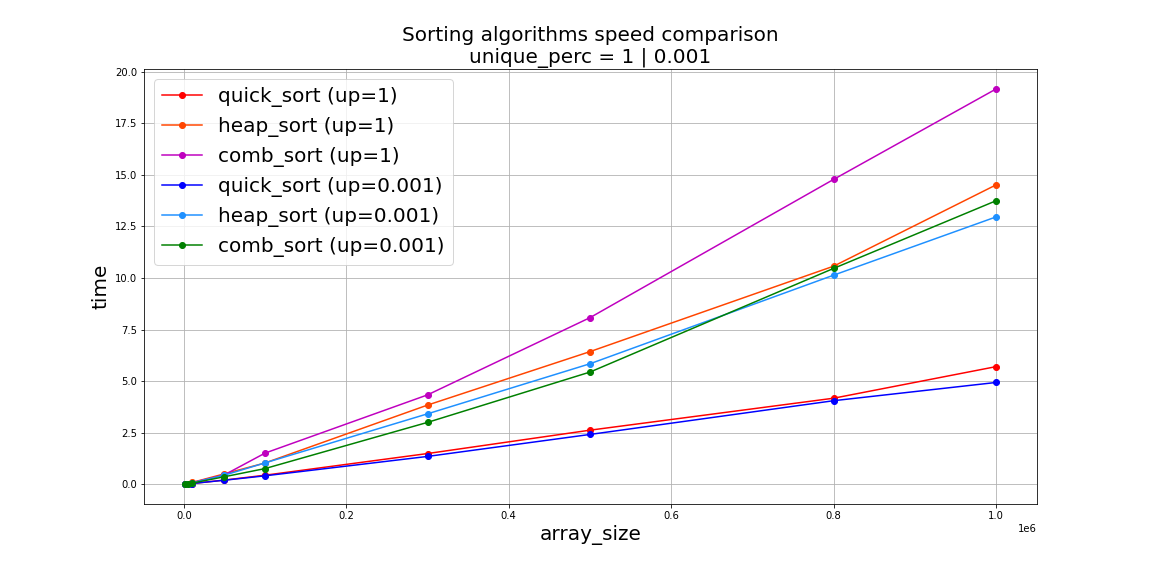 Sorting algorithms speed comparison
unique_perc = 1 | 0.001
quick_sort (up=1)
heap_sort (up=1)
comb_sort (up=1)
quick_sort (up=0.001)
heap_sort (up=0.001)
comb_sort (up=0.001)
time
20.0
17.5
15.0
12.5
10.0
7.5
5.0
2.5
0.0
0.0 0.2 0.4 0.6 0.8 1.0
1e6
array_size